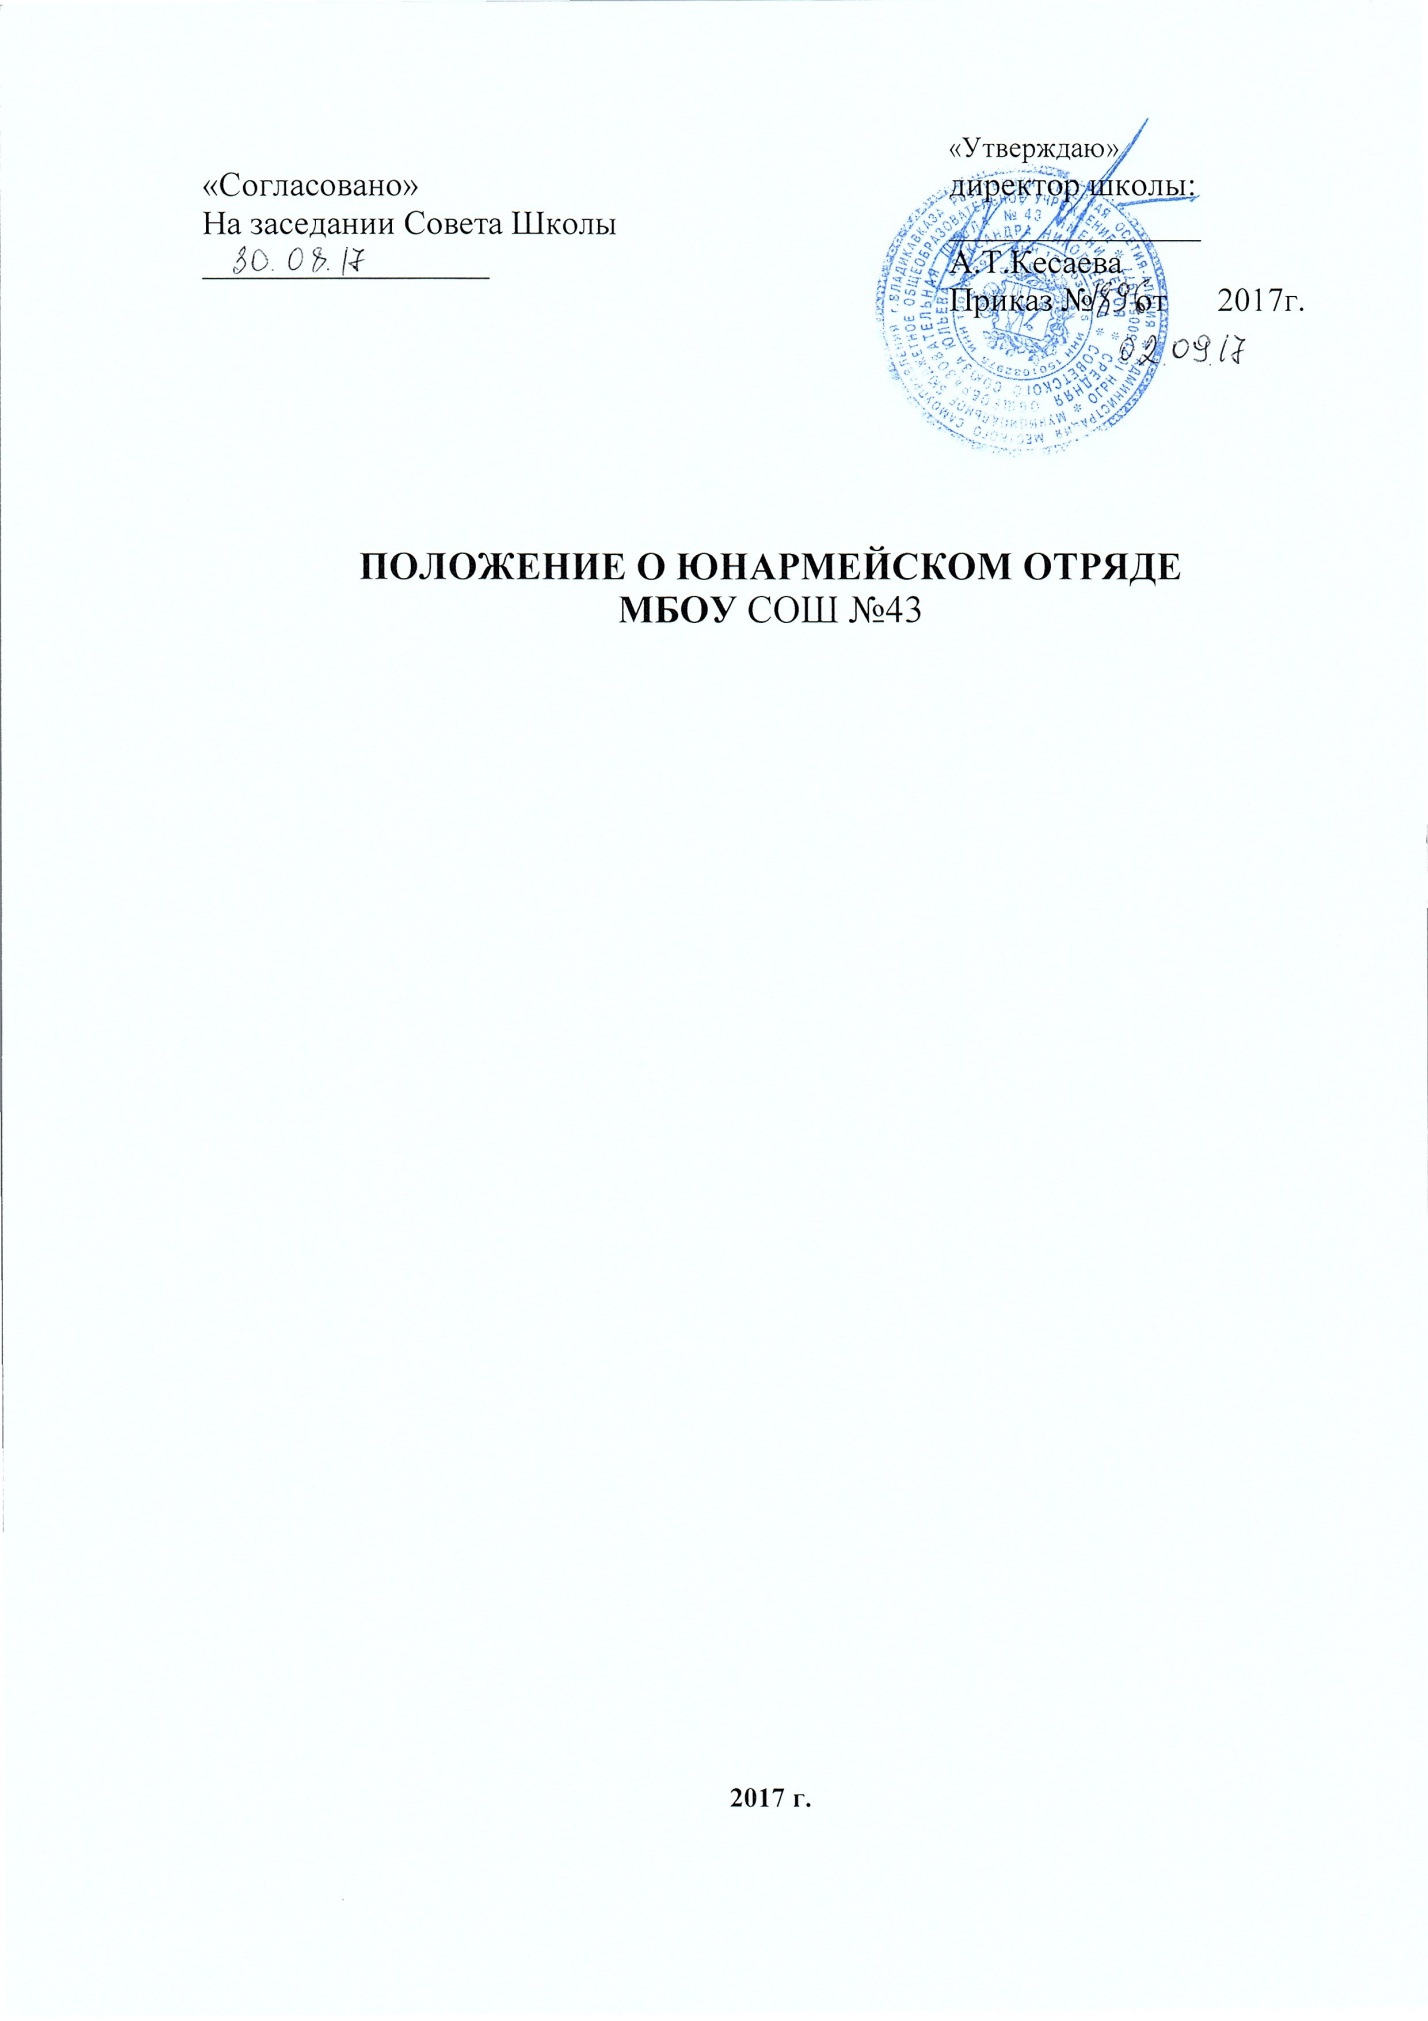 «Согласовано»
На заседании Совета Школы
30.08.17
«Утверждаю»
директор школы:
А.Т.Кесаева
Приказ № от 2017г.
02.09.17
ПОЛОЖЕНИЕ О ЮНАРМЕЙСКОМ ОТРЯДЕ
МБОУ СОШ №43
2017 г.